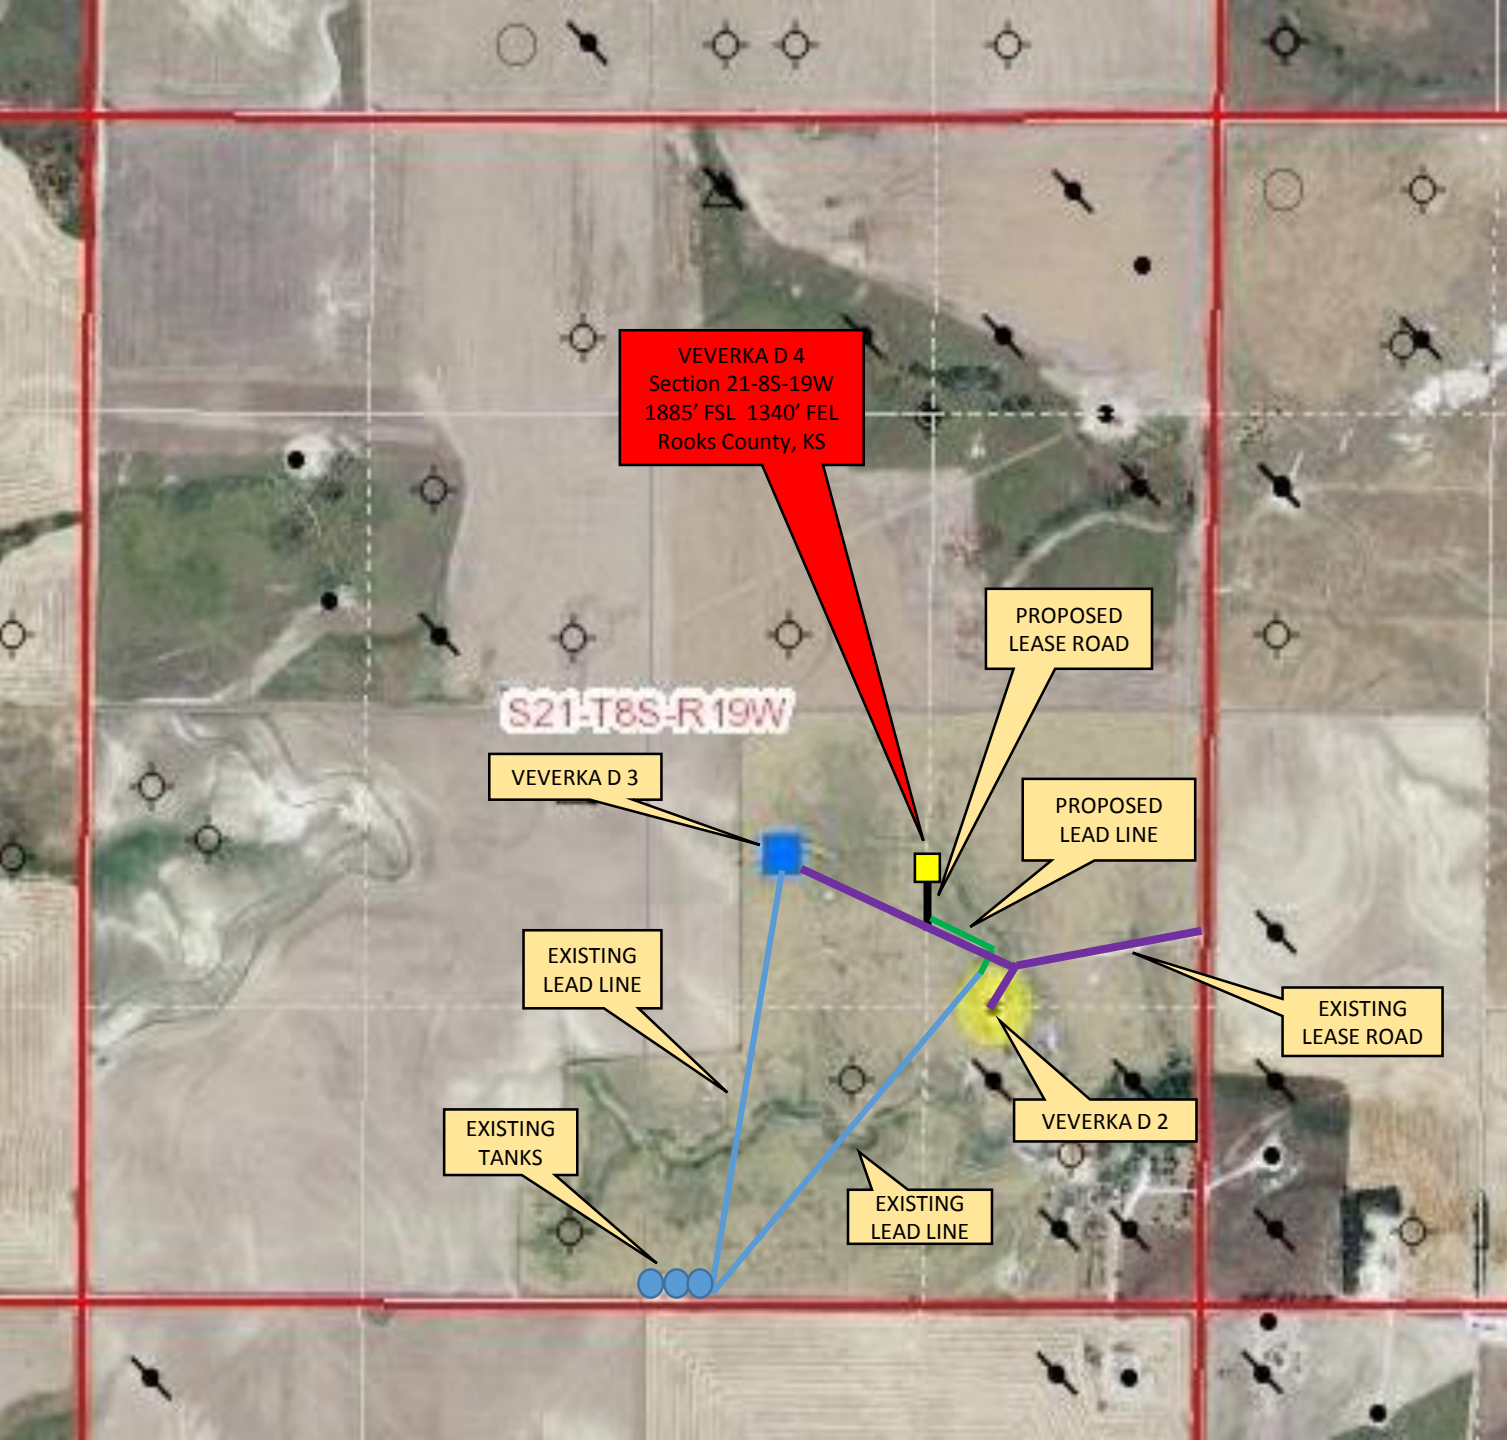 VEVERKA D 4
Section 21-8S-19W
1885’ FSL  1340’ FEL
Rooks County, KS
PROPOSED
LEASE ROAD
S21-T8S-R19W
VEVERKA D 3
PROPOSED
LEAD LINE
EXISTING
LEAD LINE
EXISTING
LEASE ROAD
VEVERKA D 2
EXISTING
TANKS
EXISTING
LEAD LINE